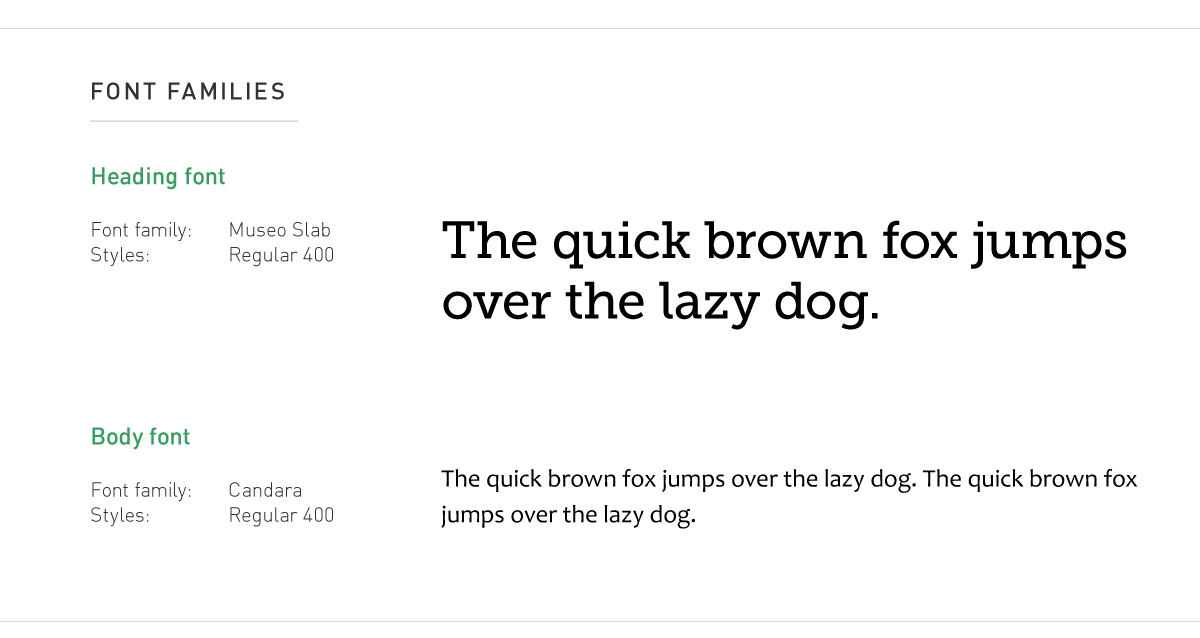 FONT FAMILIES
Heading font
Font family: Museo Slab
Styles: Regular 400
The quick brown fox jumps
over the lazy dog.
Body font
Font family: Candara
Styles: Regular 400
The quick brown fox jumps over the lazy dog. The quick brown fox
jumps over the lazy dog.